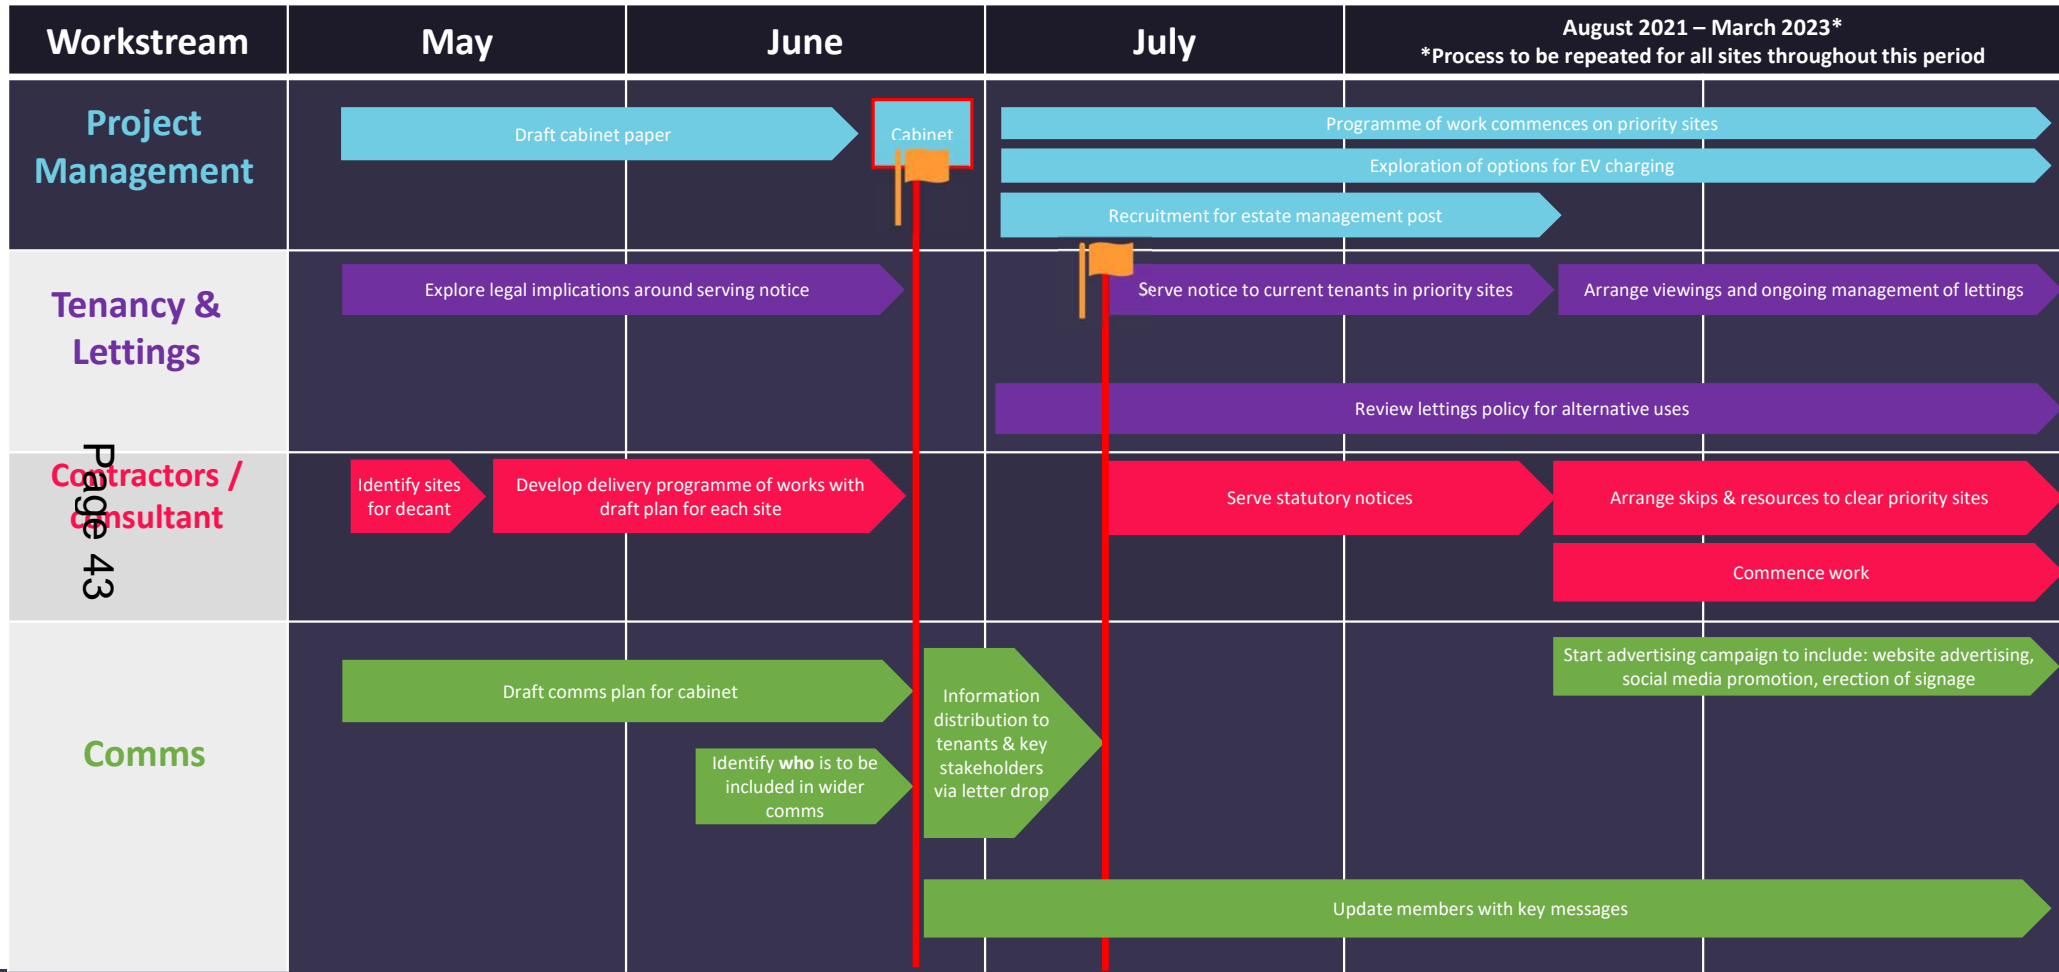 Workstream
May
June
July
August 2021 – March 2023*
*Process to be repeated for all sites throughout this period
Project
Management
Draft cabinet paper
Cabinet
Programme of work commences on priority sites
Exploration of options for EV charging
Recruitment for estate management post
Tenancy &
Lettings
Explore legal implications around serving notice
Serve notice to current tenants in priority sites
Arrange viewings and ongoing management of lettings
Review lettings policy for alternative uses
Contractors /
consultant
Page 43
Identify sites
for decant
Develop delivery programme of works with
draft plan for each site
Serve statutory notices
Arrange skips & resources to clear priority sites
Commence work
Comms
Draft comms plan for cabinet
Identify who is to be
included in wider
comms
Information
distribution to
tenants & key
stakeholders
via letter drop
Start advertising campaign to include: website advertising,
social media promotion, erection of signage
Update members with key messages